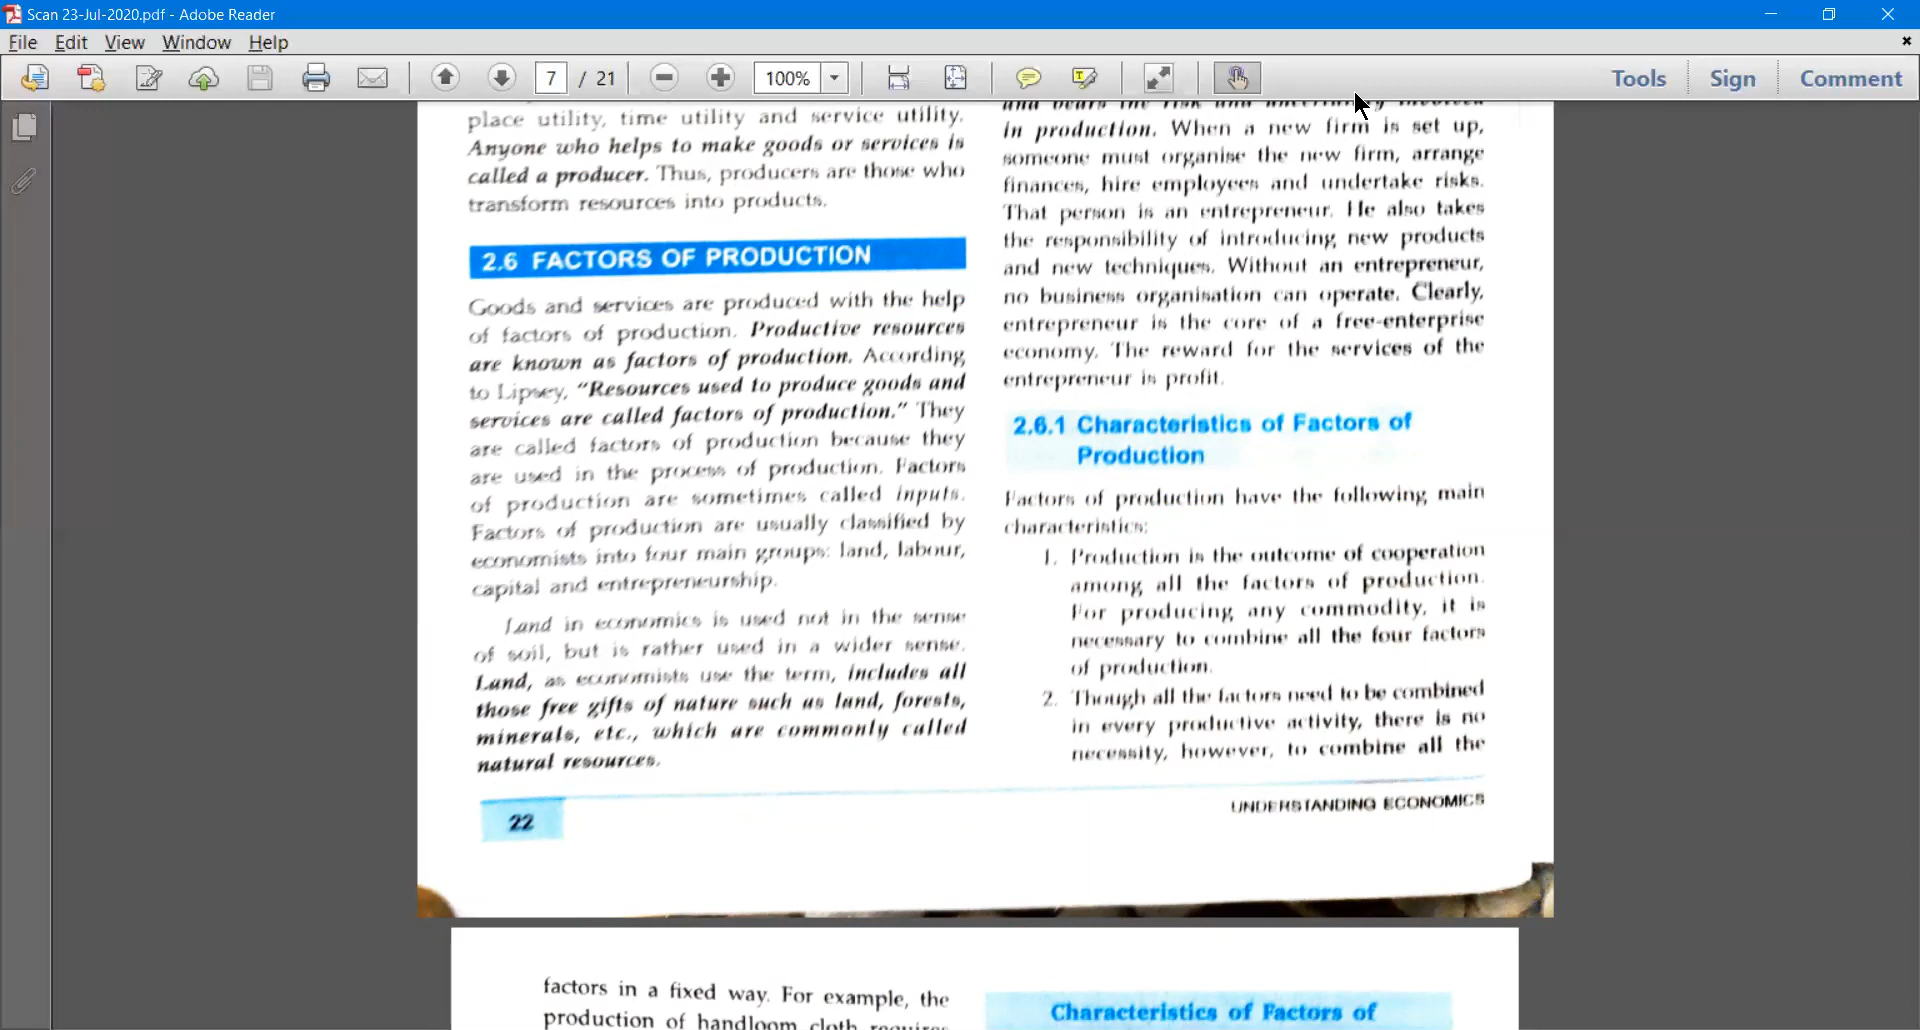 Scan 23-Jul-2020.pdf - Adobe Reader
File Edit View Window Help
7 / 21 100% Tools Sign Comment
place utility, time utility and service utility.
Anyone who helps to make goods or services is
called a producer. Thus, producers are those who
transform resources into products.
2.6 FACTORS OF PRODUCTION
Goods and services are produced with the help
of factors of production. Productive resources
are known as factors of production. According
to Lipsey, "Resources used to produce goods and
services are called factors of production." They
are called factors of production because they
are used in the process of production. Factors
of production are sometimes called inputs.
Factors of production are usually classified by
economists into four main groups: land, labour,
capital and entrepreneurship.
Land in economics is used not in the sense
of soil, but is rather used in a wider sense.
Land, as economists use the term, includes all
those free gifts of nature such as land, forests,
minerals, etc., which are commonly called
natural resources.
22
and bears the risk and uncertainty involved
in production. When a new firm is set up,
someone must organise the new firm, arrange
finances, hire employees and undertake risks.
That person is an entrepreneur. He also takes
the responsibility of introducing new products
and new techniques. Without an entrepreneur,
no business organisation can operate. Clearly,
entrepreneur is the core of a free-enterprise
economy. The reward for the services of the
entrepreneur is profit.
2.6.1 Characteristics of Factors of
Production
Factors of production have the following main
characteristics:
1. Production is the outcome of cooperation
among all the factors of production.
For producing any commodity, it is
necessary to combine all the four factors
of production.
2. Though all the factors need to be combined
in every productive activity, there is no
necessity, however, to combine all the
UNDERSTANDING ECONOMICS
factors in a fixed way. For example, the
production of handloom cloth requires
Characteristics of Factors of